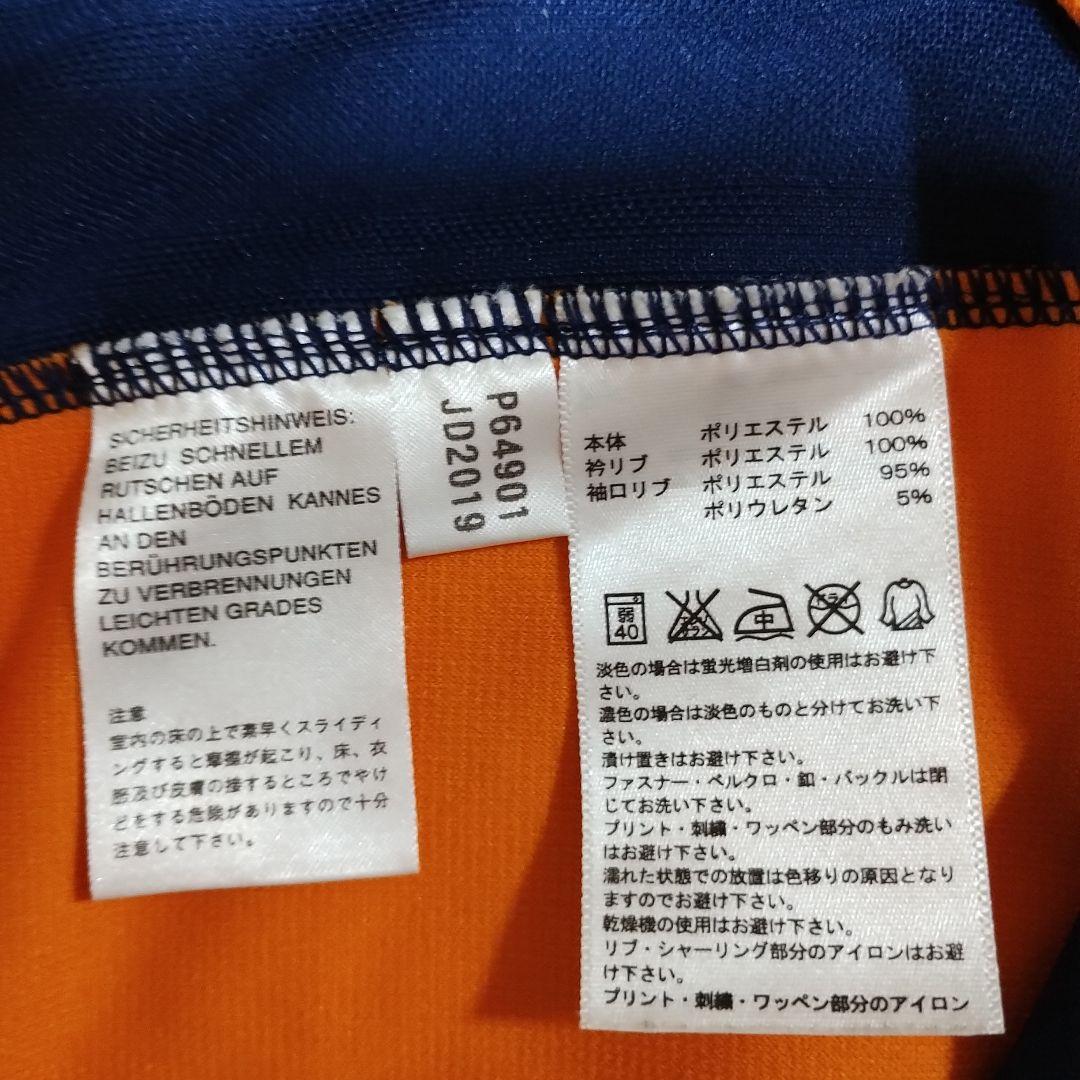 SICHERHEITSHINWEIS:
BEIZU SCHNELLEM
RUTSCHEN AUF
HALLENBÖDEN KANNES
AN DEN
BERÜHRUNGSPUNKTEN
ZU VERBRENNUNGEN
LEICHTEN GRADES
KOMMEN.
注意
室内の床の上で素早くスライディ
ングすると摩擦が起こり、床、衣
態及び皮膚の接するところでやけ
どをする危険がありますので十分
注意して下さい。
P64901
JD2019
本体 ポリエステル 100%
衿リブ ポリエステル 100%
袖口リブ ポリエステル 95%
ポリウレタン 5%
弱
40
中
淡色の場合は蛍光増白剤の使用はお避け下
さい。
濃色の場合は淡色のものと分けてお洗い下
さい。
漬け置きはお避け下さい。
ファスナー・ベルクロ・釦・バックルは閉
じてお洗い下さい。
プリント・刺繍・ワッペン部分のもみ洗い
はお避け下さい。
濡れた状態での放置は色移りの原因となり
ますのでお避け下さい。
乾燥機の使用はお避け下さい。
リブ・シャーリング部分のアイロンはお避
け下さい。
プリント・刺繍・ワッペン部分のアイロン